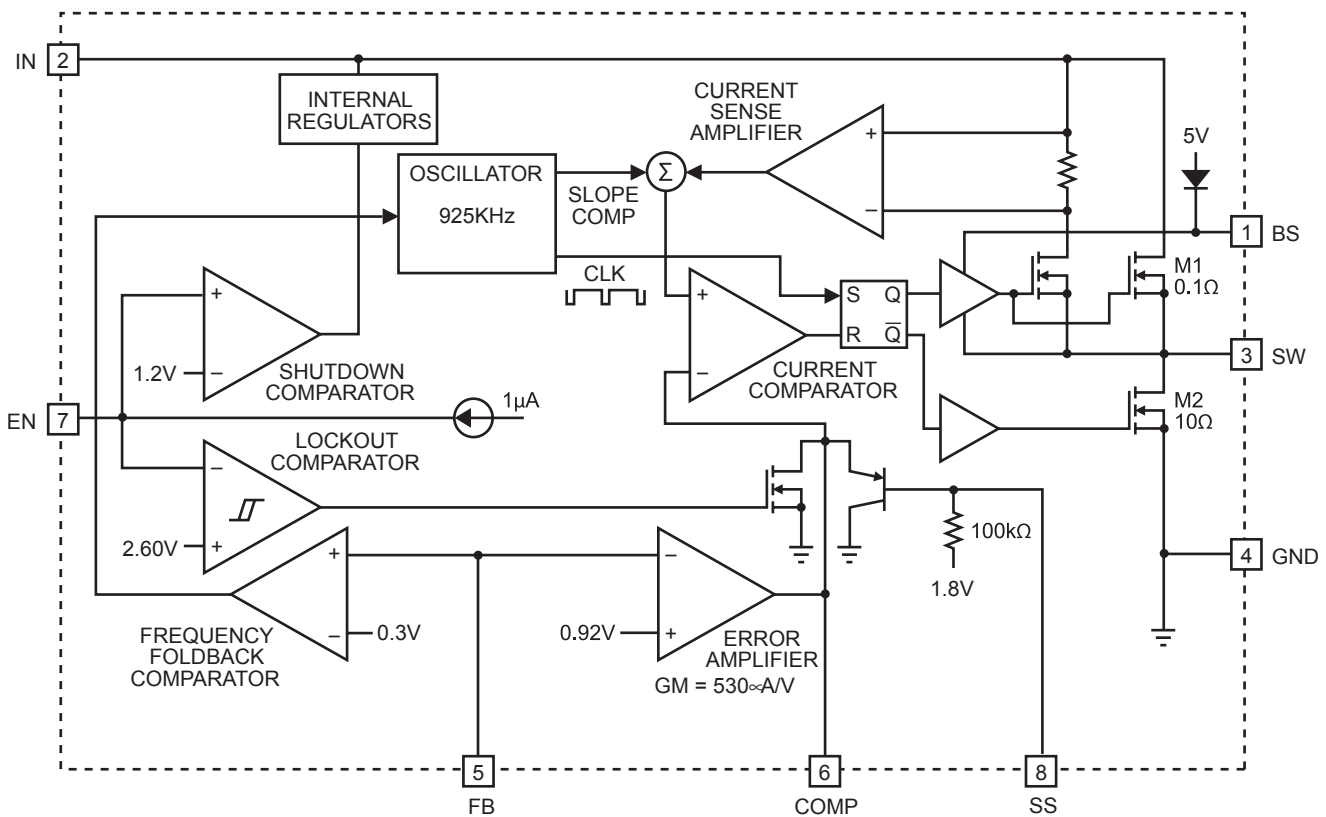 IN
2
INTERNAL
REGULATORS
CURRENT
SENSE
AMPLIFIER
+
−
5V
OSCILLATOR
925KHz
Σ
SLOPE
COMP
1
BS
CLK
+
−
1.2V
SHUTDOWN
COMPARATOR
+
−
CURRENT
COMPARATOR
S
Q
R
Q̅
M1
0.1Ω
3
SW
EN
7
1µA
M2
10Ω
LOCKOUT
COMPARATOR
−
+
2.60V
100kΩ
1.8V
4
GND
+
−
0.3V
FREQUENCY
FOLDBACK
COMPARATOR
−
+
0.92V
ERROR
AMPLIFIER
GM = 530∝A/V
5
FB
6
COMP
8
SS